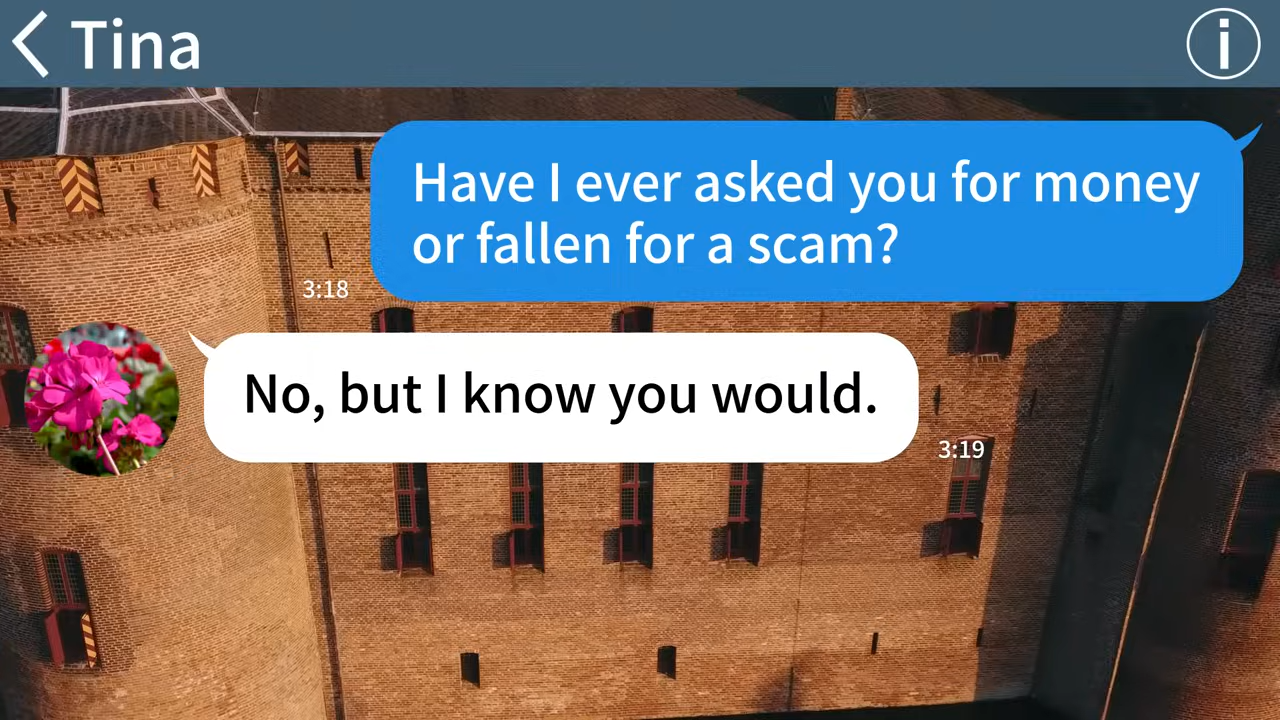 Tina
Have I ever asked you for money
or fallen for a scam?
3:18
No, but I know you would.
3:19